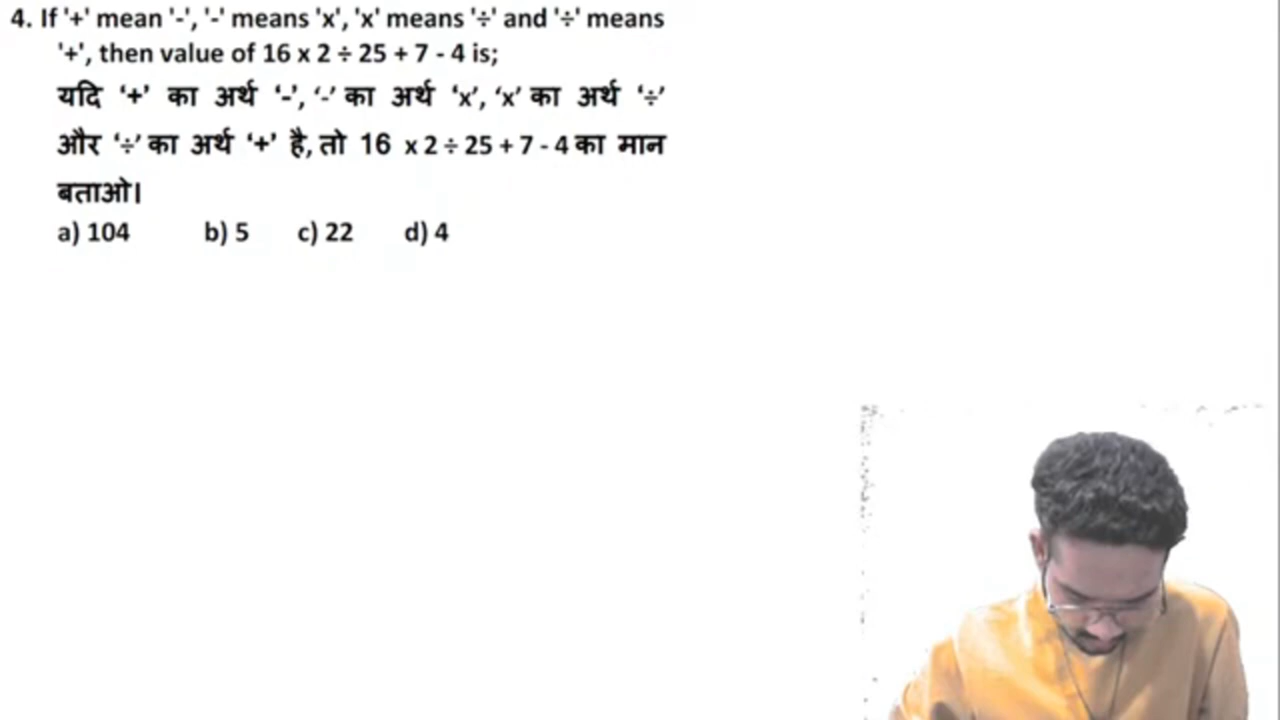 4. If '+' mean '-', '-' means 'x', 'x' means '÷' and '÷' means
'+', then value of 16 x 2 ÷ 25 + 7 - 4 is;
यदि ‘+’ का अर्थ ‘-’, ‘-’ का अर्थ ‘x’, ‘x’ का अर्थ ‘÷’
और ‘÷’ का अर्थ ‘+’ है, तो 16 x 2 ÷ 25 + 7 - 4 का मान
बताओ।
a) 104 b) 5 c) 22 d) 4